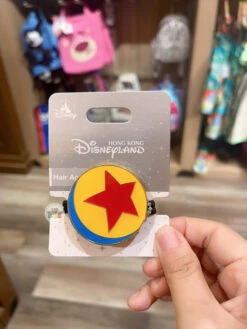 Disney
HONG KONG
DISNEYLAND
Hair Ac